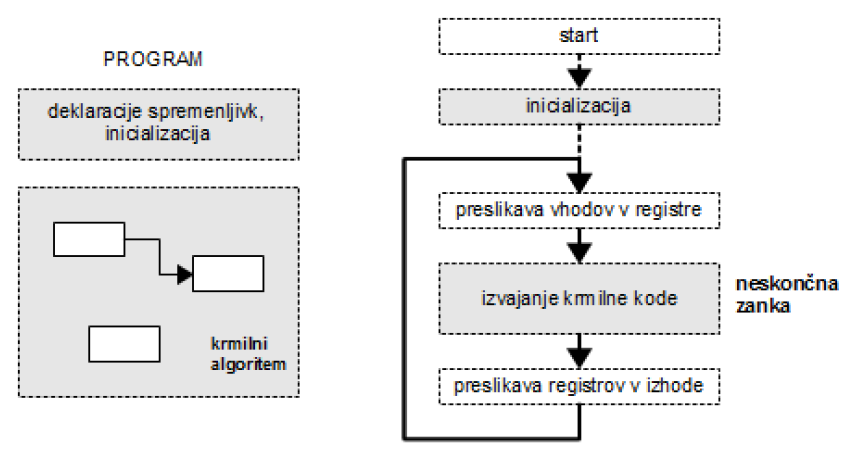 PROGRAM
deklaracije spremenljivk,
inicializacija
krmilni
algoritem
start
inicializacija
preslikava vhodov v registre
izvajanje krmilne kode
neskončna
zanka
preslikava registrov v izhode